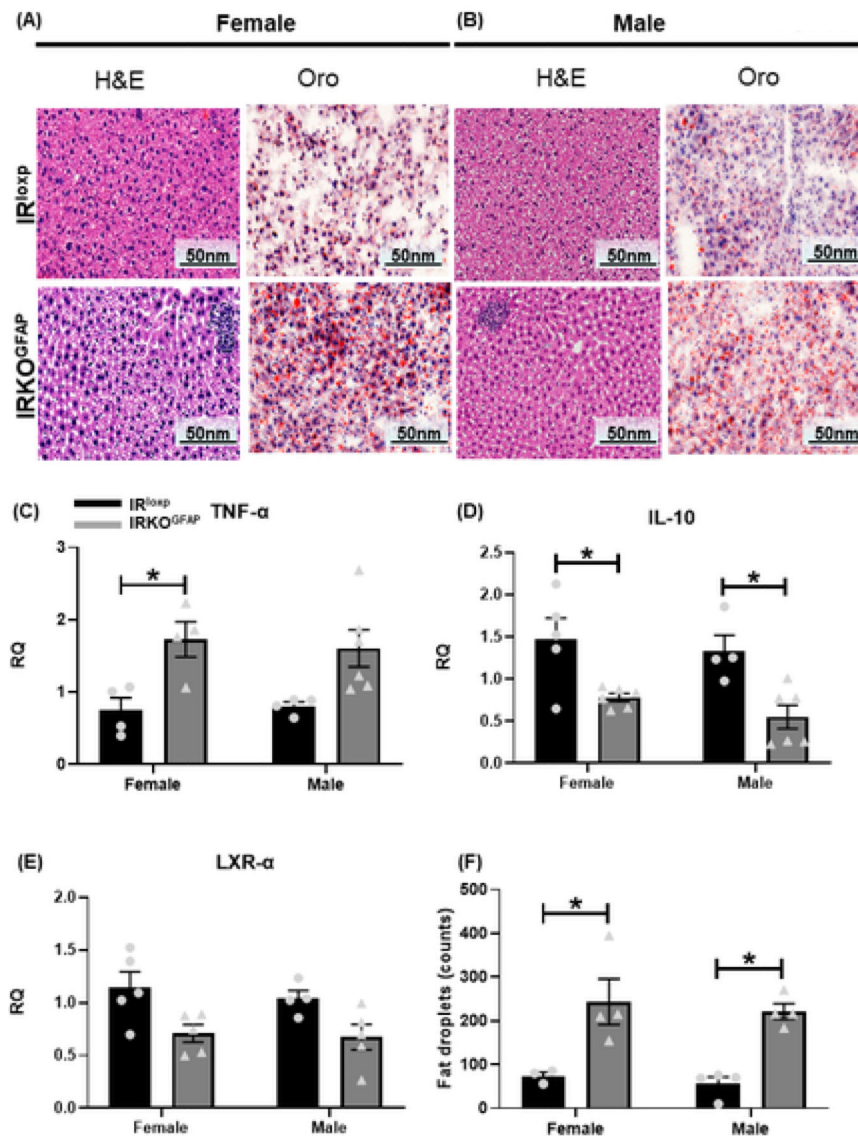 (A) Female (B) Male
H&E Oro H&E Oro
IRloxp
50nm 50nm 50nm 50nm
IRKOGFAP
50nm 50nm 50nm 50nm
(C) IRloxp TNF-α
IRKOGFAP
3
*
2
RQ
1
0
Female Male
(D) IL-10
2.5
* *
2.0
1.5
RQ
1.0
0.5
0.0
Female Male
(E) LXR-α
2.0
1.5
RQ
1.0
0.5
0.0
Female Male
(F)
500
* *
400
300
Fat droplets (counts)
200
100
0
Female Male